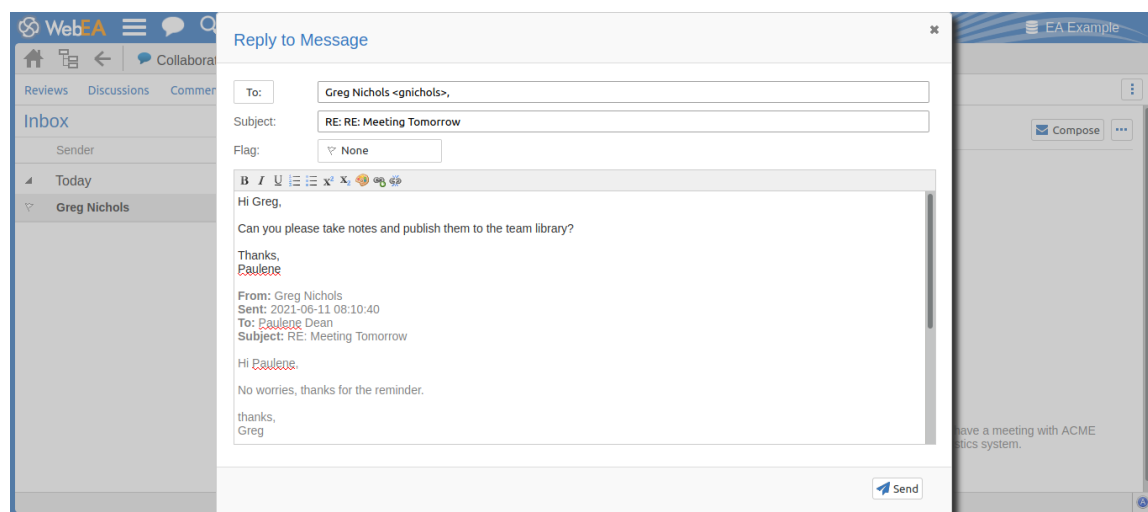 WebEA
EA Example
Collaborat
Reviews Discussions Commen
Inbox
Compose
Sender
Today
Greg Nichols
Reply to Message
To: Greg Nichols <gnichols>,
Subject: RE: RE: Meeting Tomorrow
Flag: None
B I U X² X₂
Hi Greg,
Can you please take notes and publish them to the team library?
Thanks,
Paulene
From: Greg Nichols
Sent: 2021-06-11 08:10:40
To: Paulene Dean
Subject: RE: Meeting Tomorrow
Hi Paulene,
No worries, thanks for the reminder.
thanks,
Greg
have a meeting with ACME
stics system.
Send